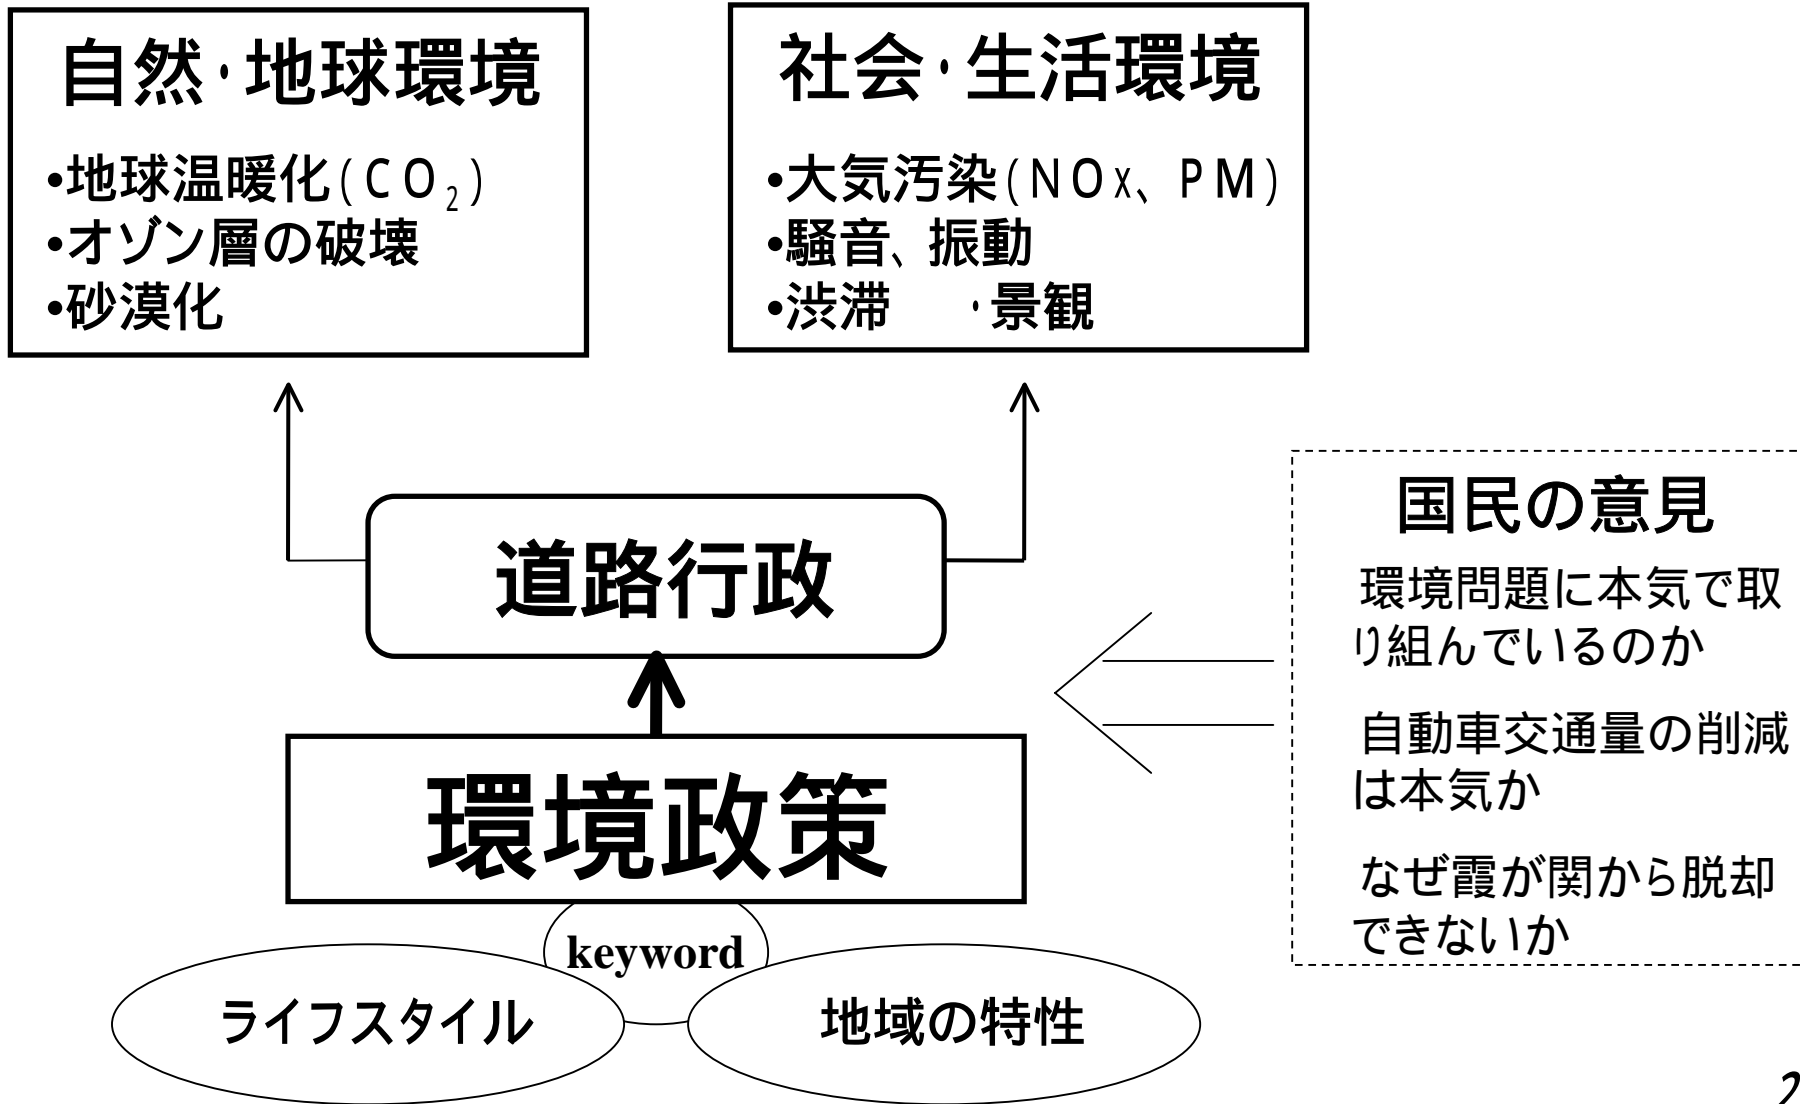 自然・地球環境
•地球温暖化(CO₂)
•オゾン層の破壊
•砂漠化
社会・生活環境
•大気汚染(NOx、PM)
•騒音、振動
•渋滞　・景観
道路行政
環境政策
keyword
ライフスタイル
地域の特性
国民の意見
環境問題に本気で取
り組んでいるのか
自動車交通量の削減
は本気か
なぜ霞が関から脱却
できないか
2